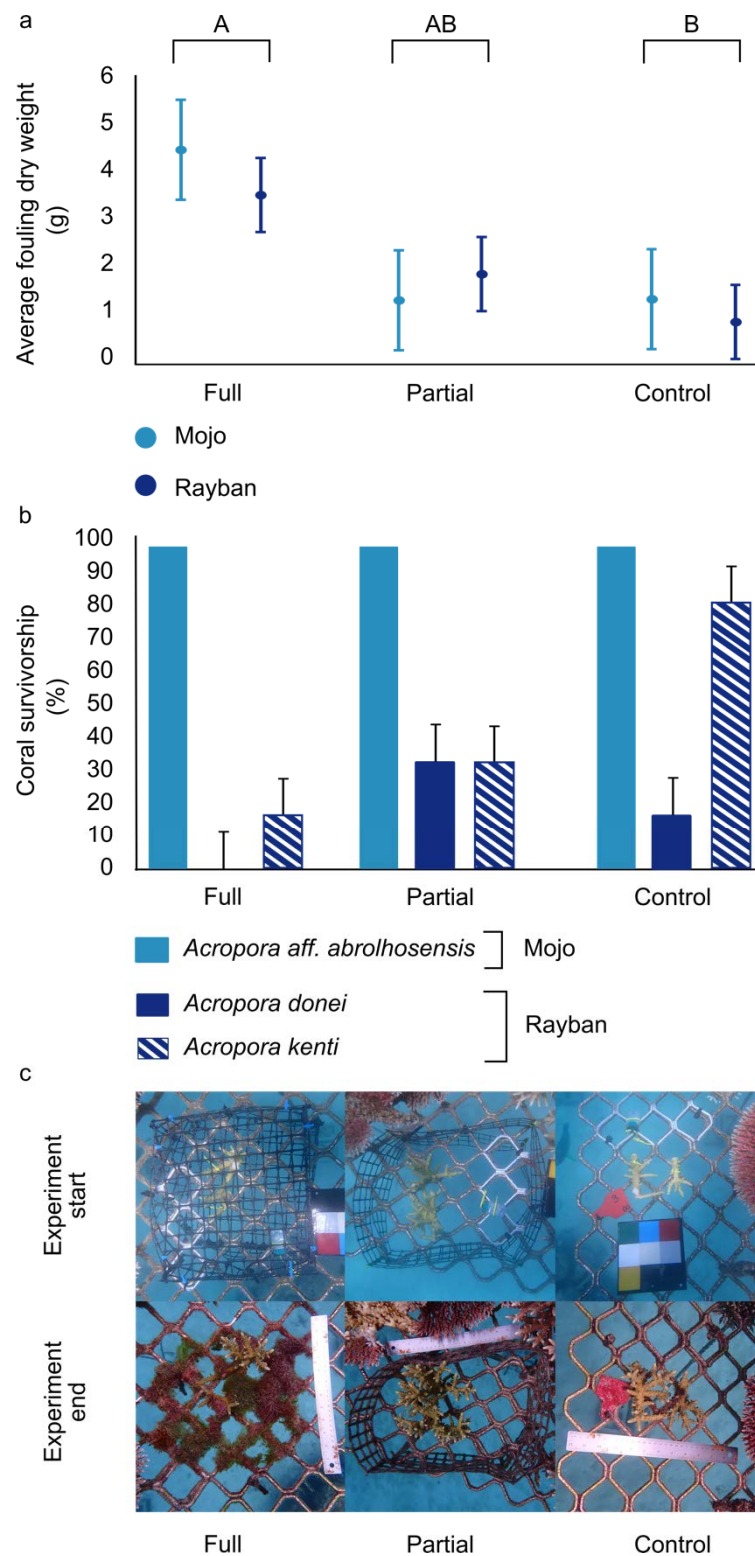 a
A AB B
Average fouling dry weight
(g)
6
5
4
3
2
1
0
Full Partial Control
Mojo
Rayban
b
Coral survivorship
(%)
100
90
80
70
60
50
40
30
20
10
0
Full Partial Control
Acropora aff. abrolhosensis
Mojo
Acropora donei
Rayban
Acropora kenti
c
Experiment
start
Experiment
end
Full Partial Control